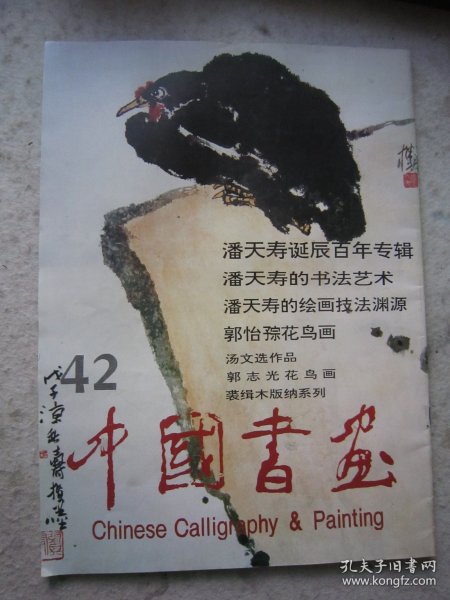 潘天寿诞辰百年专辑
潘天寿的书法艺术
潘天寿的绘画技法渊源
郭怡孮花鸟画
汤文选作品
郭志光花鸟画
裘缉木版纳系列
42
中國書画
Chinese Calligraphy & Painting
孔夫子旧书网
www.kongfz.com